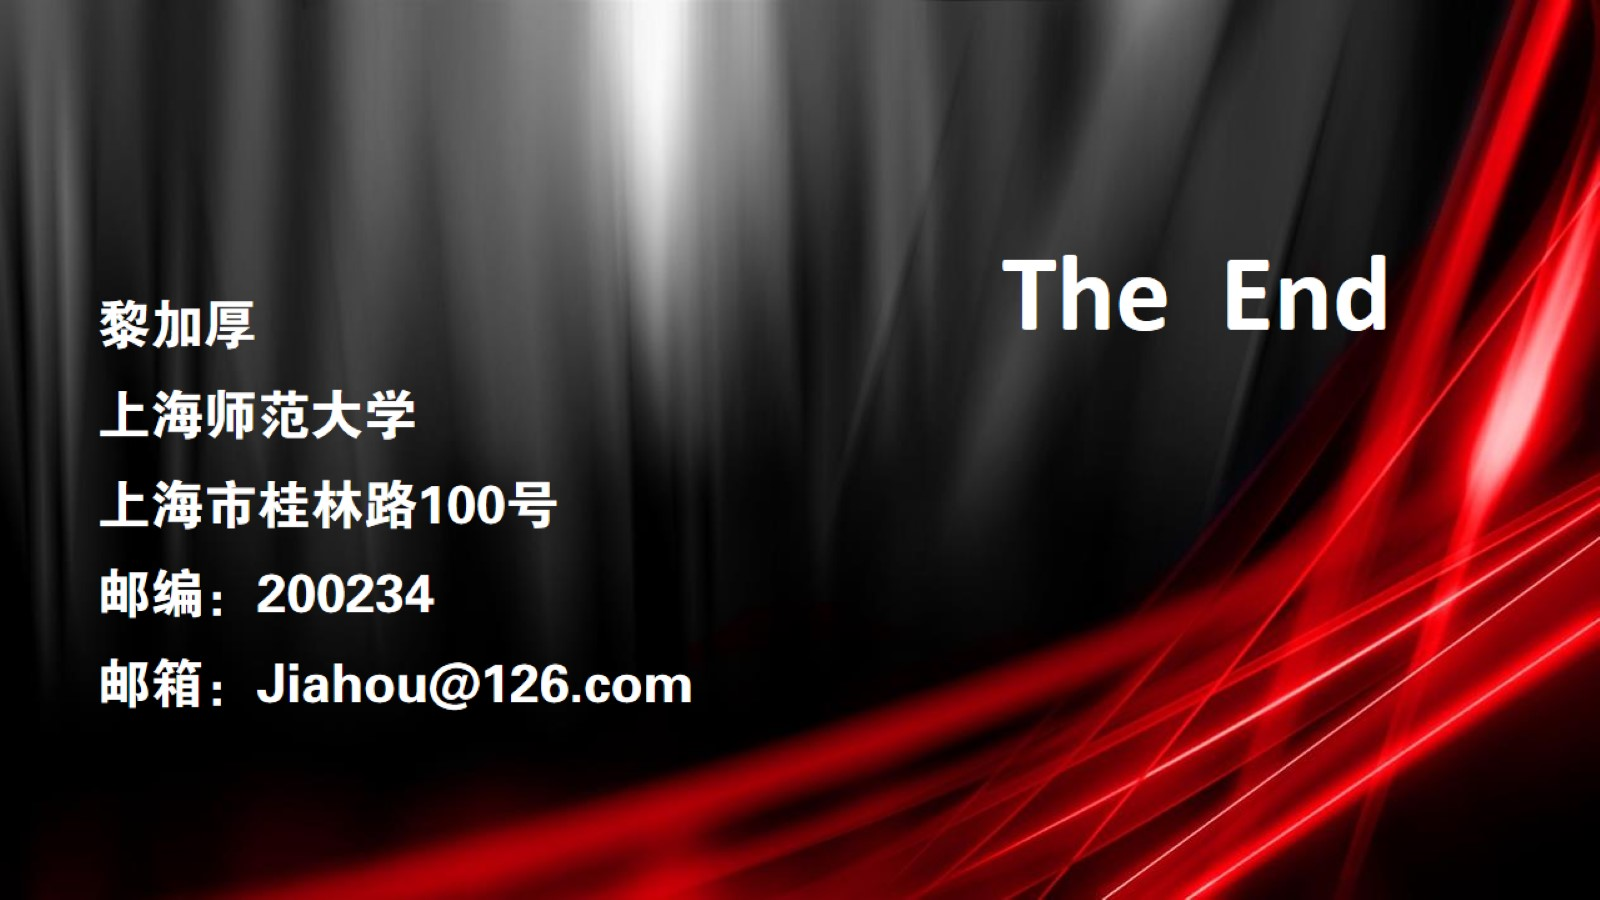 The End
黎加厚
上海师范大学
上海市桂林路100号
邮编：200234
邮箱：Jiahou@126.com